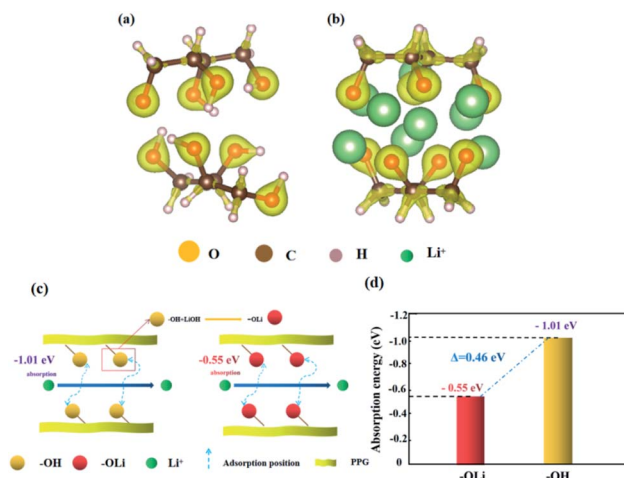 (a)
(b)
O
C
H
Li⁺
(c)
-OH+LiOH
-OLi
-1.01 eV
absorption
-0.55 eV
absorption
-OH
-OLi
Li⁺
Adsorption position
PPG
(d)
Absorption energy (eV)
-1.2
-1.0
-0.8
-0.6
-0.4
-0.2
0
- 0.55 eV
Δ=0.46 eV
- 1.01 eV
-OLi
-OH